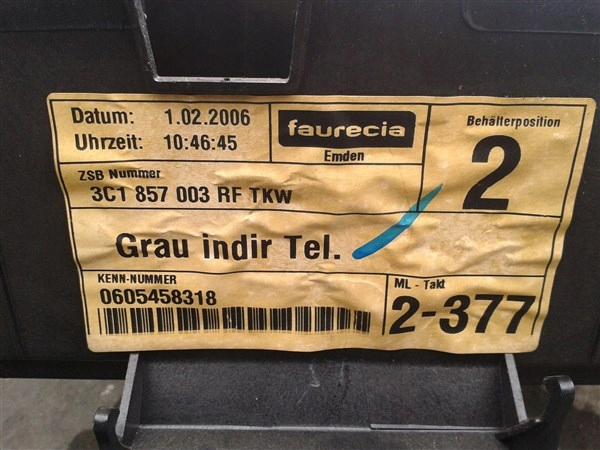 Datum: 1.02.2006
Uhrzeit: 10:46:45
faurecia
Emden
Behälterposition
2
ZSB Nummer
3C1 857 003 RF TKW
Grau indir Tel.
KENN-NUMMER
0605458318
ML - Takt
2-377